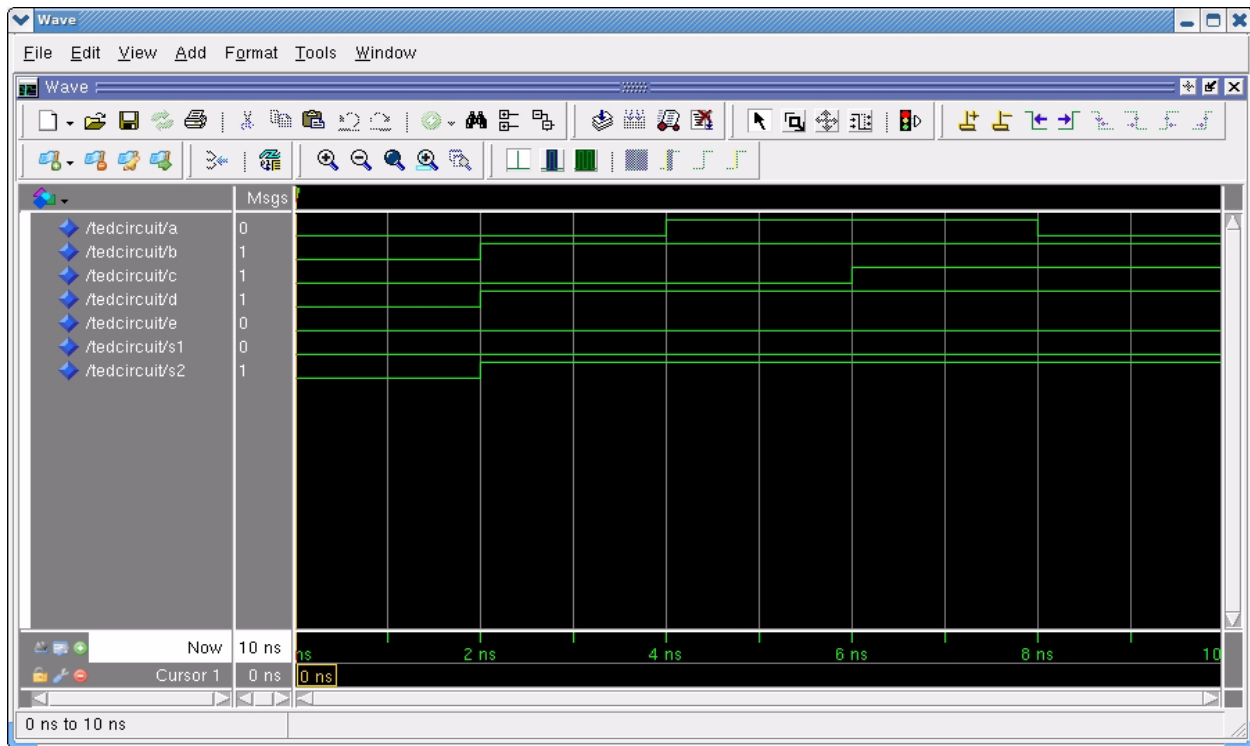 Wave
File Edit View Add Format Tools Window
Wave
Msgs
/tedcircuit/a 0
/tedcircuit/b 1
/tedcircuit/c 1
/tedcircuit/d 1
/tedcircuit/e 0
/tedcircuit/s1 0
/tedcircuit/s2 1
Now 10 ns ns 2 ns 4 ns 6 ns 8 ns 10
Cursor 1 0 ns 0 ns
0 ns to 10 ns